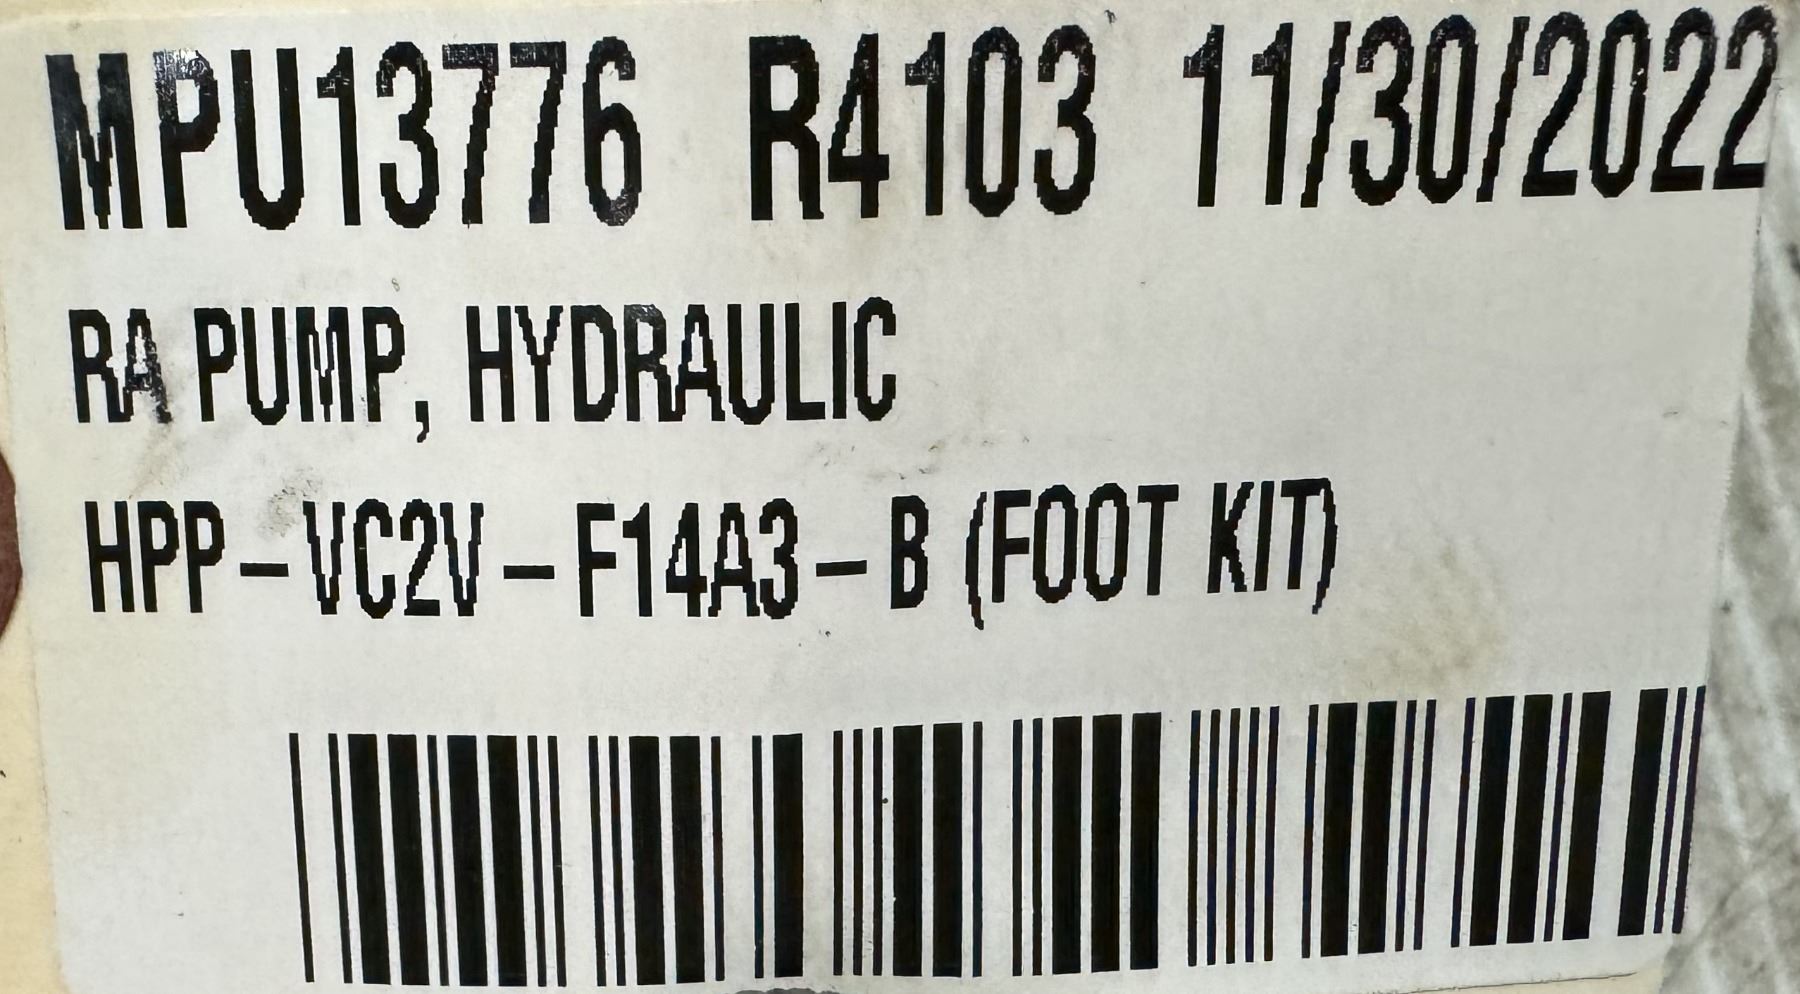 MPU13776 R4103 11/30/2022
RA PUMP, HYDRAULIC
HPP-VC2V-F14A3-B (FOOT KIT)